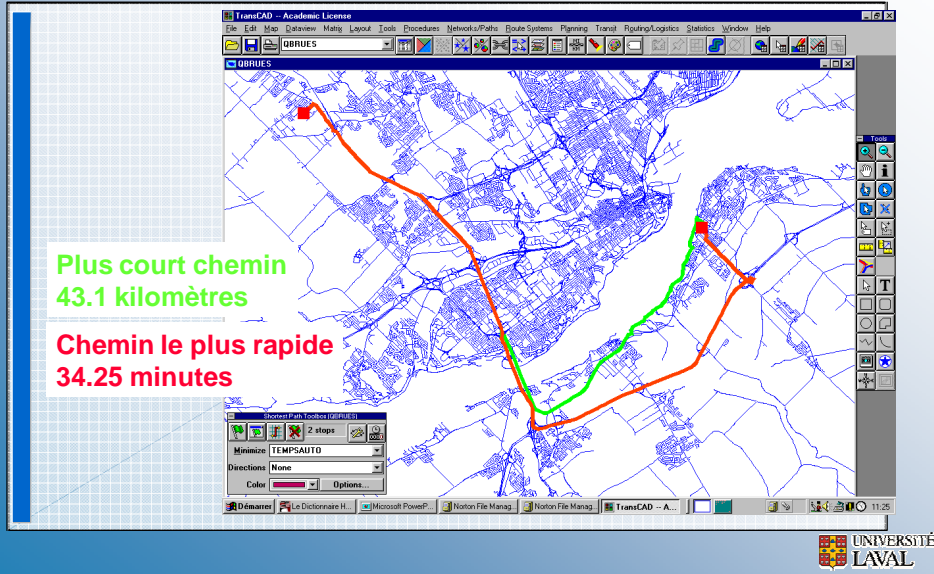 TransCAD -- Academic License
File Edit Map Dataview Matrix Layout Tools Procedures Networks/Paths Route Systems Planning Transit Routing/Logistics Statistics Window Help
QBRUES
QBRUES
Tools
Plus court chemin
43.1 kilomètres
Chemin le plus rapide
34.25 minutes
Shortest Path Toolbox (QBRUES)
2 stops
Minimize TEMPSAUTO
Directions None
Color Options...
Démarrer Le Dictionnaire H... Microsoft PowerP... Norton File Manag... Norton File Manag... TransCAD -- A... 11:25
UNIVERSITÉ
LAVAL